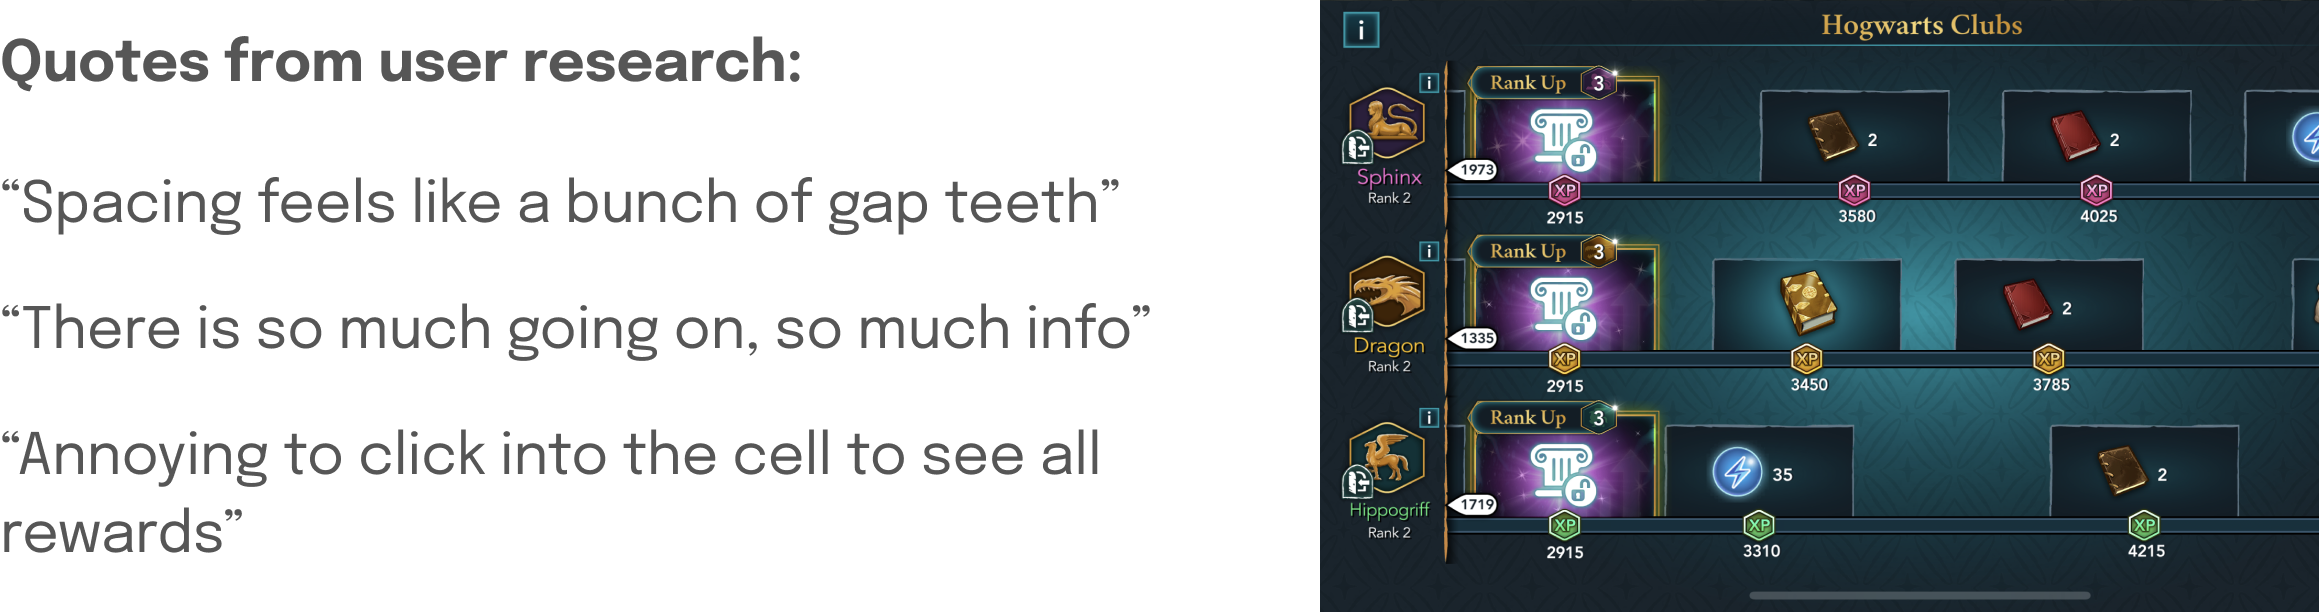 Quotes from user research:
“Spacing feels like a bunch of gap teeth”
“There is so much going on, so much info”
“Annoying to click into the cell to see all
rewards”
i
Hogwarts Clubs
i
Sphinx
Rank 2
1973
Rank Up 3
XP
2915
2
XP
3580
2
XP
4025
i
Dragon
Rank 2
1335
Rank Up 3
XP
2915
XP
3450
2
XP
3785
i
Hippogriff
Rank 2
1719
Rank Up 3
XP
2915
35
XP
3310
2
XP
4215